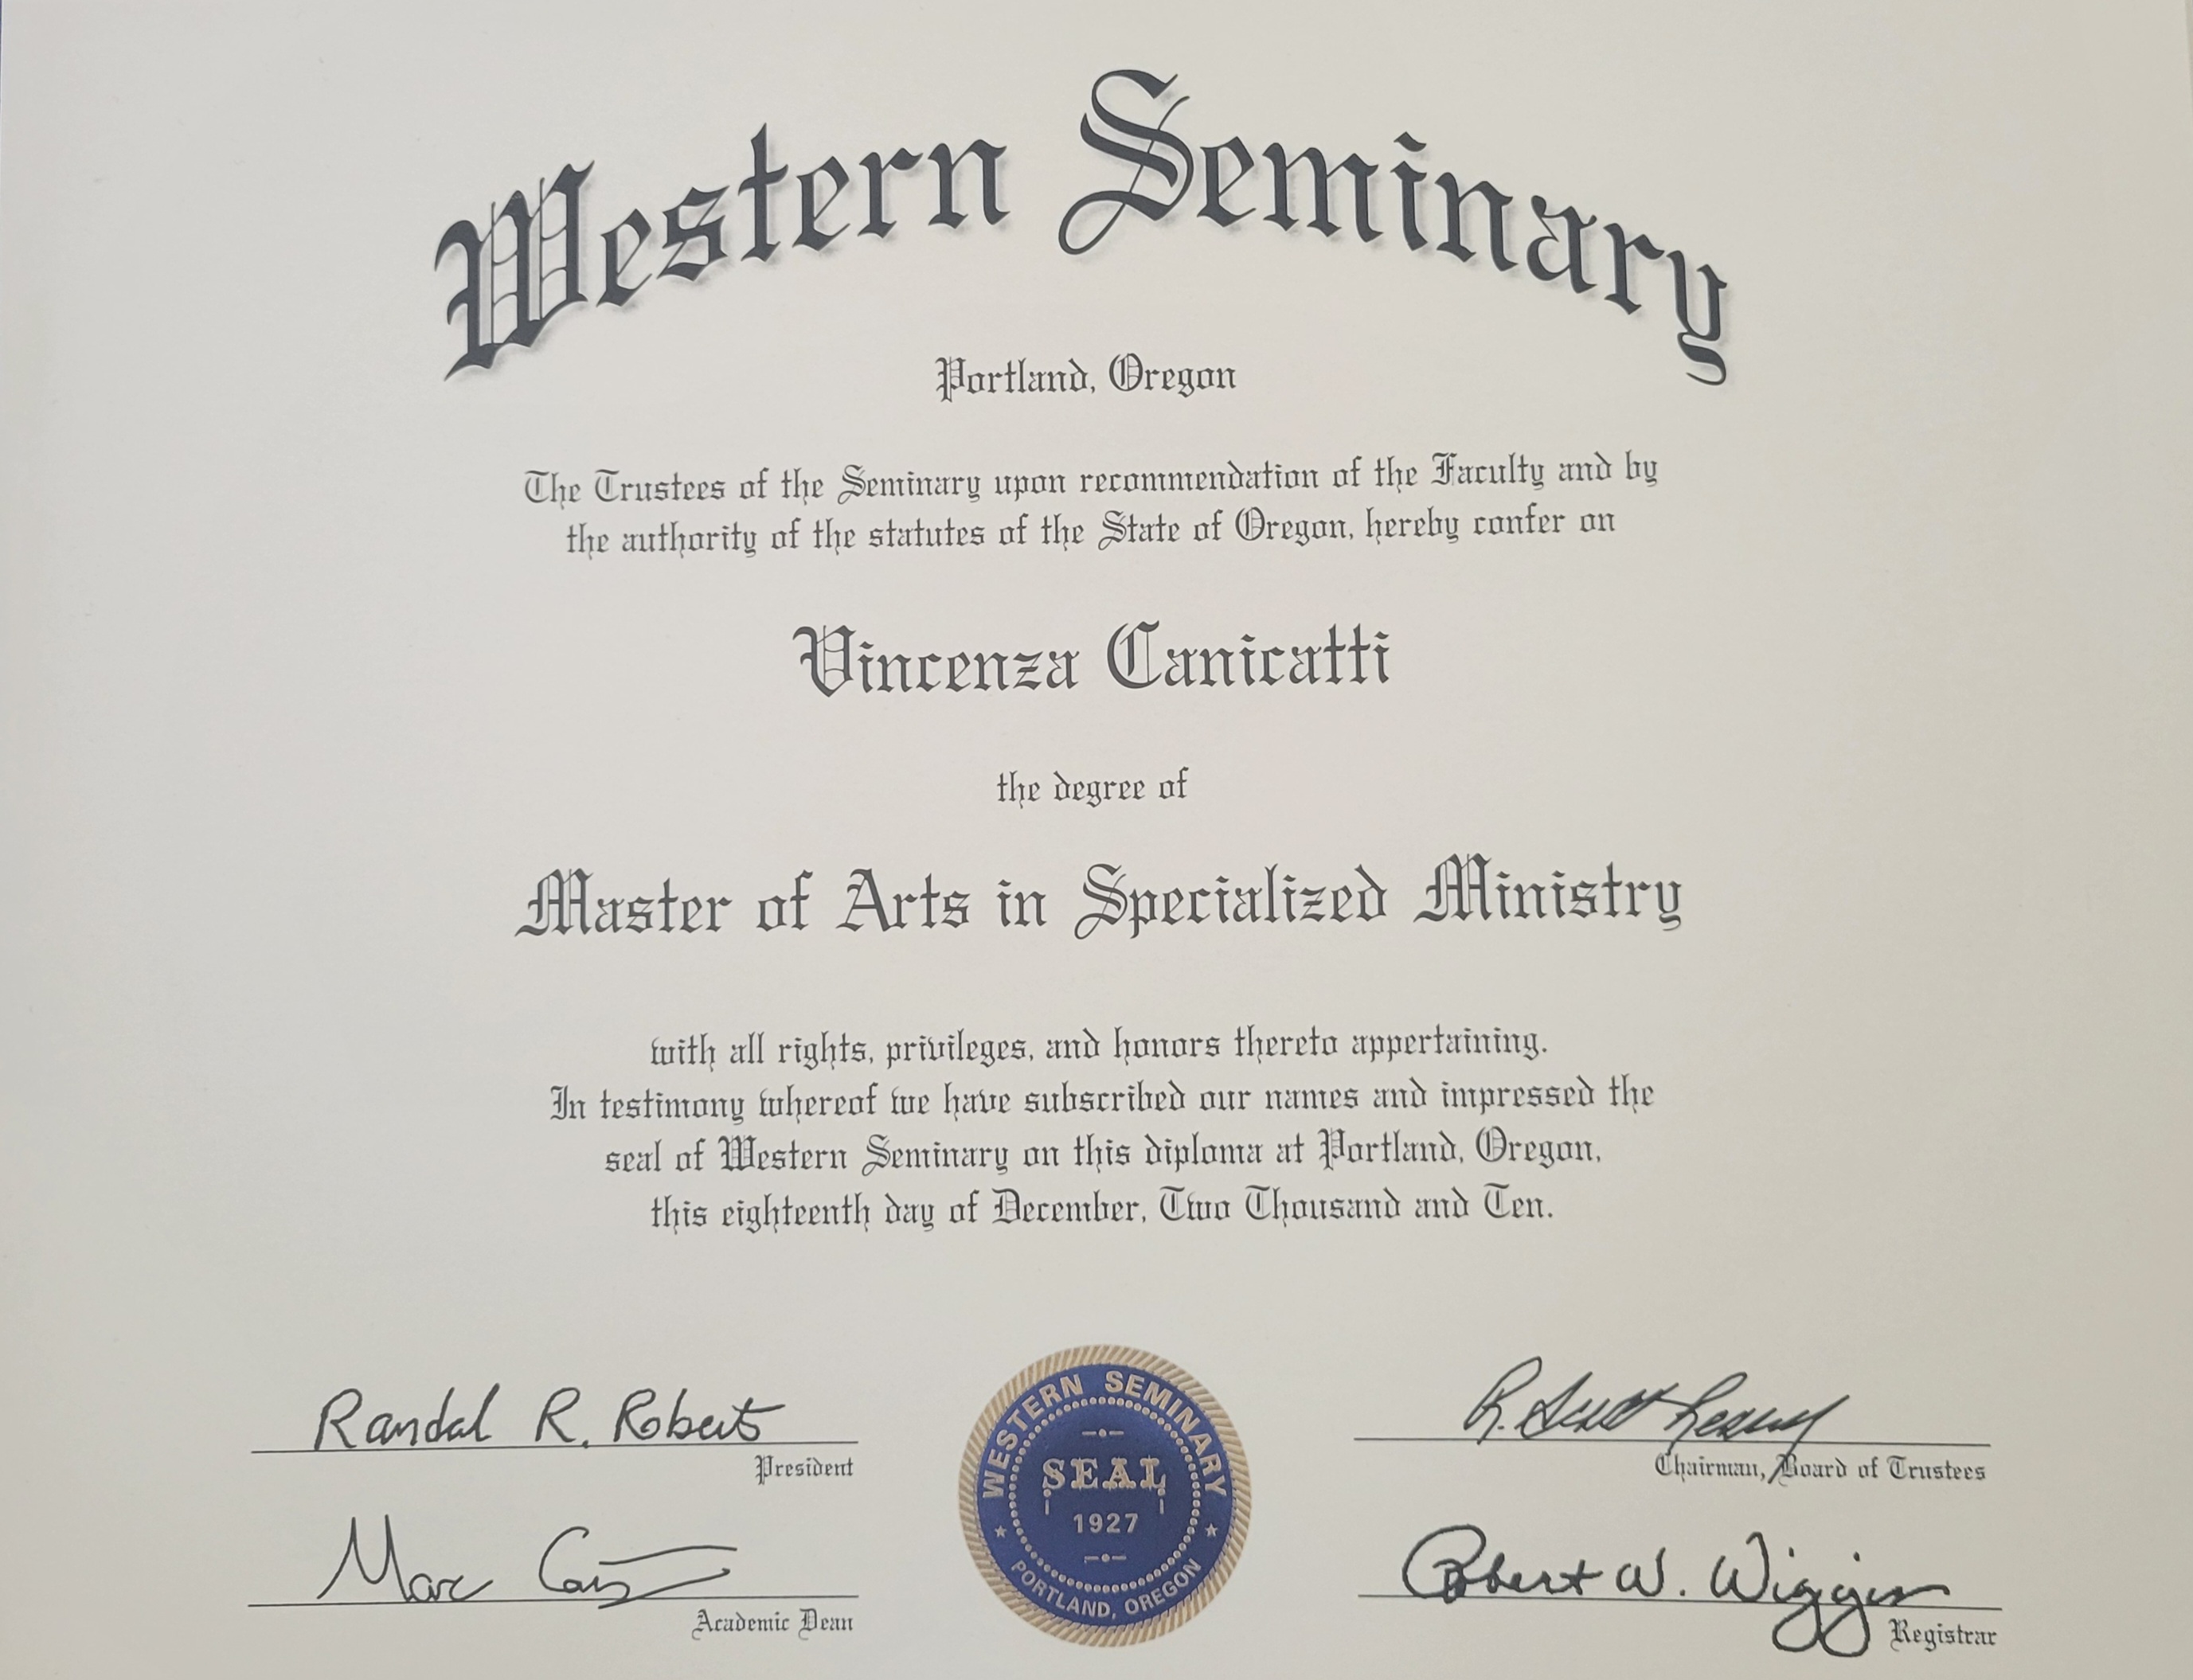 Western Seminary
Portland, Oregon
The Trustees of the Seminary upon recommendation of the Faculty and by
the authority of the statutes of the State of Oregon, hereby confer on
Vincenza Canicatti
the degree of
Master of Arts in Specialized Ministry
with all rights, privileges, and honors thereto appertaining.
In testimony whereof we have subscribed our names and impressed the
seal of Western Seminary on this diploma at Portland, Oregon,
this eighteenth day of December, Two Thousand and Ten.
Randal R. Roberts
President
R. Scott
Chairman, Board of Trustees
Marc
Academic Dean
Robert W. Wiggins
Registrar
WESTERN SEMINARY
SEAL
1927
PORTLAND, OREGON